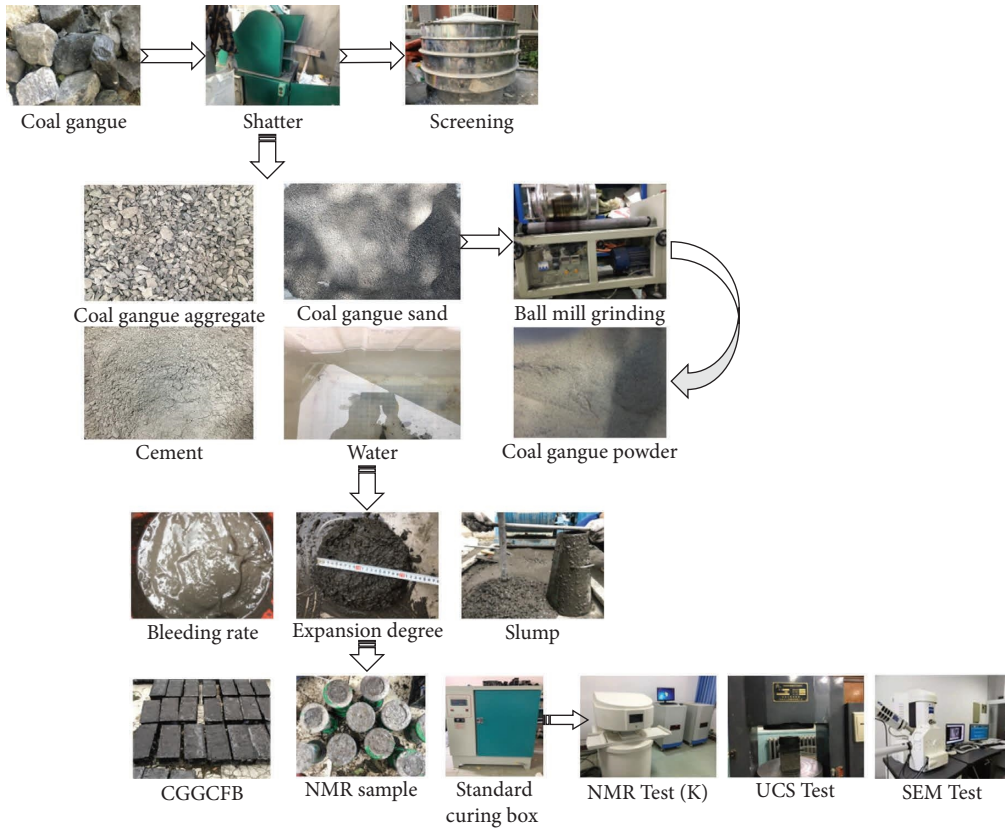 Coal gangue
Shatter
Screening
Coal gangue aggregate
Coal gangue sand
Ball mill grinding
Cement
Water
Coal gangue powder
Bleeding rate
Expansion degree
Slump
CGGCFB
NMR sample
Standard
curing box
NMR Test (K)
UCS Test
SEM Test